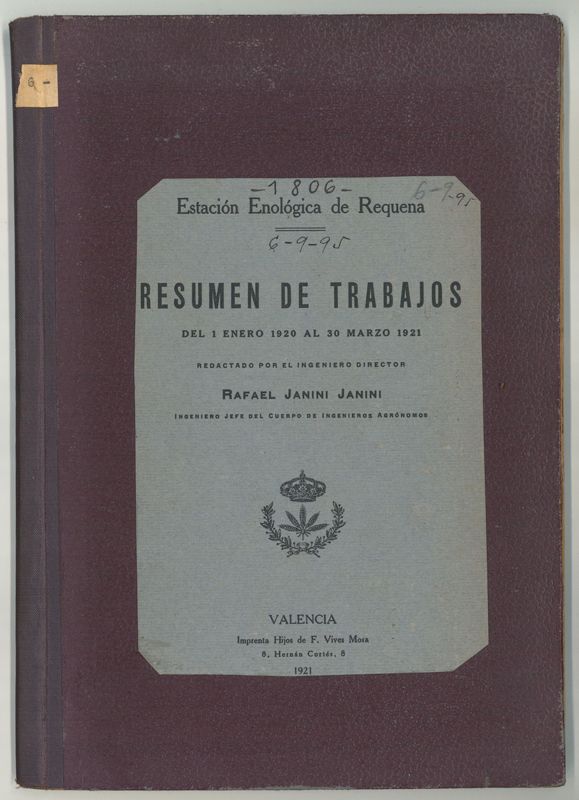 6 -
-1806-
6-9-95
Estación Enológica de Requena
6-9-95
RESUMEN DE TRABAJOS
DEL 1 ENERO 1920 AL 30 MARZO 1921
REDACTADO POR EL INGENIERO DIRECTOR
RAFAEL JANINI JANINI
INGENIERO JEFE DEL CUERPO DE INGENIEROS AGRÓNOMOS
VALENCIA
Imprenta Hijos de F. Vives Mora
8, Hernán Cortés, 8
1921